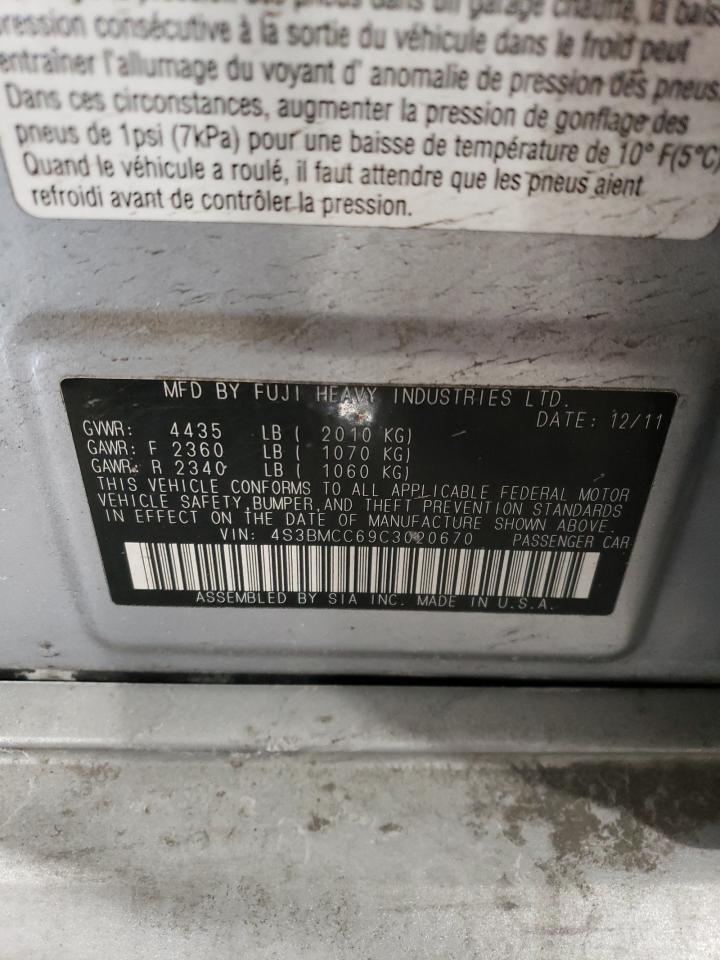 pression consécutive à la sortie du véhicule dans le froid peut
entraîner l'allumage du voyant d' anomalie de pression des pneus.
Dans ces circonstances, augmenter la pression de gonflage des
pneus de 1psi (7kPa) pour une baisse de température de 10° F(5°C)
Quand le véhicule a roulé, il faut attendre que les pneus aient
refroidi avant de contrôler la pression.
MFD BY FUJI HEAVY INDUSTRIES LTD.
DATE: 12/11
GVWR: 4435 LB ( 2010 KG)
GAWR: F 2360 LB ( 1070 KG)
GAWR: R 2340 LB ( 1060 KG)
THIS VEHICLE CONFORMS TO ALL APPLICABLE FEDERAL MOTOR
VEHICLE SAFETY, BUMPER, AND THEFT PREVENTION STANDARDS
IN EFFECT ON THE DATE OF MANUFACTURE SHOWN ABOVE.
VIN: 4S3BMCC69C3020670 PASSENGER CAR
ASSEMBLED BY SIA INC. MADE IN U.S.A.